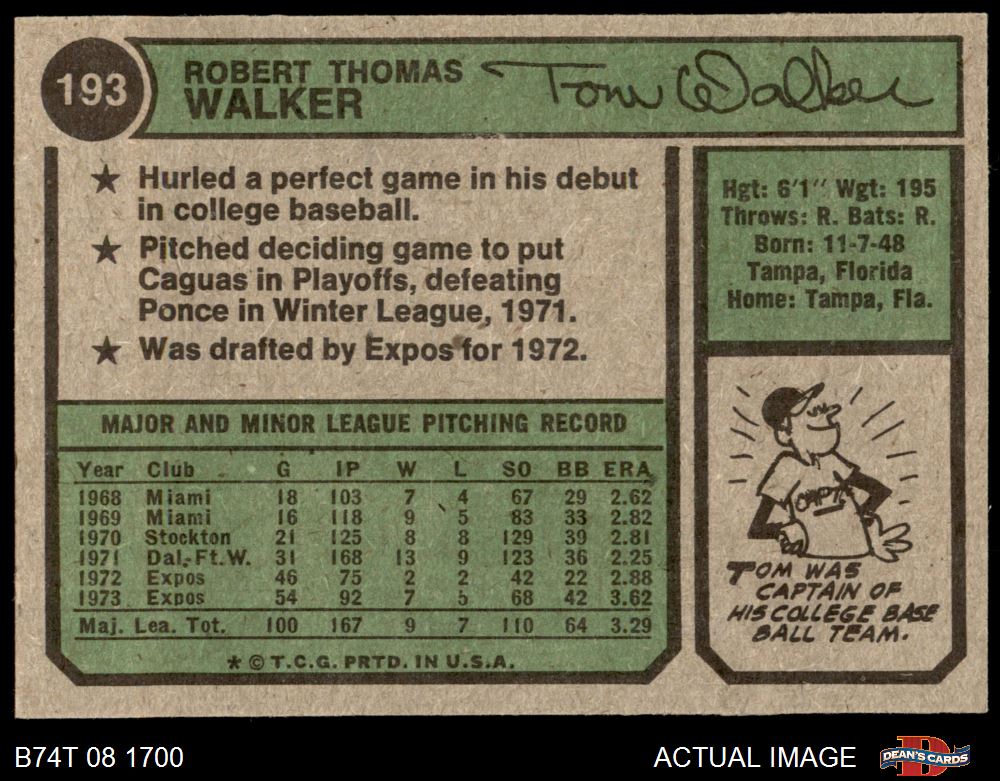 193
ROBERT THOMAS
WALKER
Tom Walker
★ Hurled a perfect game in his debut
in college baseball.
★ Pitched deciding game to put
Caguas in Playoffs, defeating
Ponce in Winter League, 1971.
★ Was drafted by Expos for 1972.
Hgt: 6'1" Wgt: 195
Throws: R. Bats: R.
Born: 11-7-48
Tampa, Florida
Home: Tampa, Fla.
MAJOR AND MINOR LEAGUE PITCHING RECORD
Year Club G IP W L SO BB ERA
1968 Miami 18 103 7 4 67 29 2.62
1969 Miami 16 118 9 5 83 33 2.82
1970 Stockton 21 125 8 8 129 39 2.81
1971 Dal.-Ft.W. 31 168 13 9 123 36 2.25
1972 Expos 46 75 2 2 42 22 2.88
1973 Expos 54 92 7 5 68 42 3.62
Maj. Lea. Tot. 100 167 9 7 110 64 3.29
* © T.C.G. PRTD. IN U.S.A.
CAPT.
TOM WAS
CAPTAIN OF
HIS COLLEGE BASE
BALL TEAM.
B74T 08 1700
ACTUAL IMAGE
DEAN'S CARDS